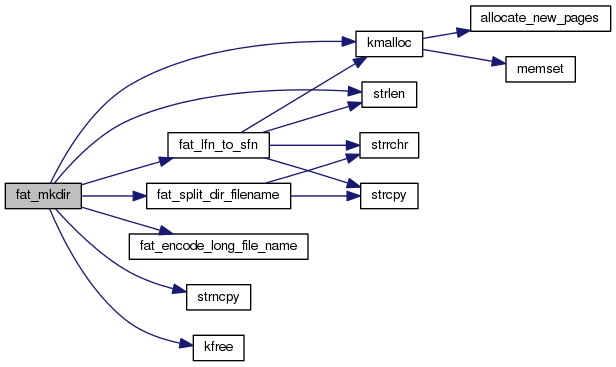 allocate_new_pages
kmalloc
memset
strlen
fat_lfn_to_sfn
strrchr
fat_mkdir
fat_split_dir_filename
strcpy
fat_encode_long_file_name
strncpy
kfree